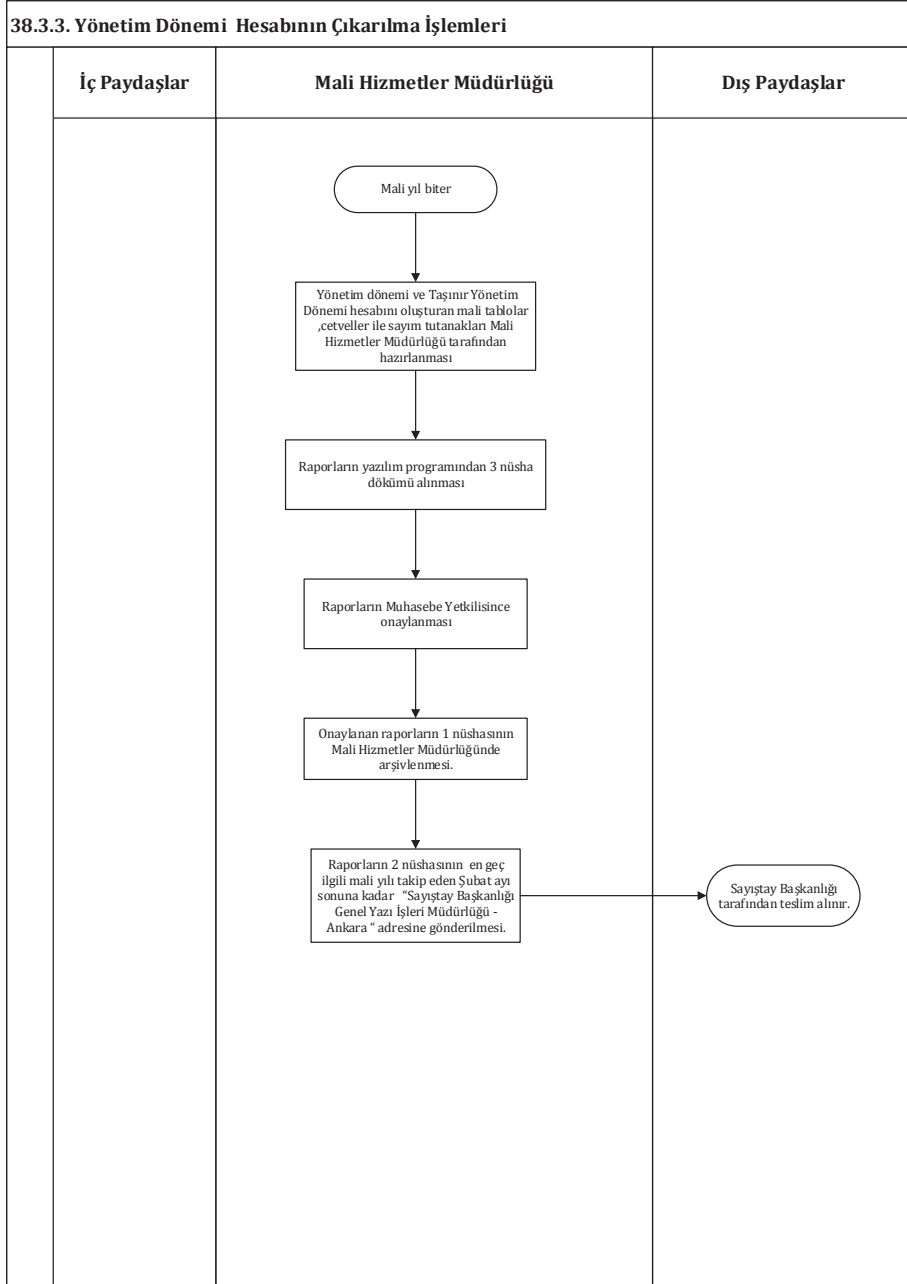 38.3.3. Yönetim Dönemi  Hesabının Çıkarılma İşlemleri
İç Paydaşlar
Mali Hizmetler Müdürlüğü
Dış Paydaşlar
Mali yıl biter
Yönetim dönemi ve Taşınır Yönetim
Dönemi hesabını oluşturan mali tablolar
,cetveller ile sayım tutanakları Mali
Hizmetler Müdürlüğü tarafından
hazırlanması
Raporların yazılım programından 3 nüsha
dökümü alınması
Raporların Muhasebe Yetkilisince
onaylanması
Onaylanan raporların 1 nüshasının
Mali Hizmetler Müdürlüğünde
arşivlenmesi.
Raporların 2 nüshasının  en geç
ilgili mali yılı takip eden Şubat ayı
sonuna kadar  “Sayıştay Başkanlığı
Genel Yazı İşleri Müdürlüğü -
Ankara “ adresine gönderilmesi.
Sayıştay Başkanlığı
tarafından teslim alınır.